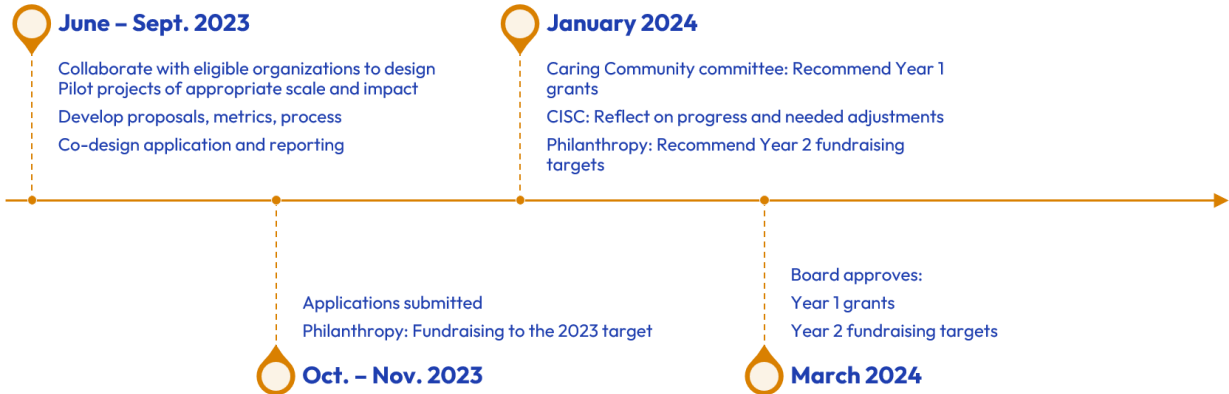 June – Sept. 2023
Collaborate with eligible organizations to design
Pilot projects of appropriate scale and impact
Develop proposals, metrics, process
Co-design application and reporting
January 2024
Caring Community committee: Recommend Year 1
grants
CISC: Reflect on progress and needed adjustments
Philanthropy: Recommend Year 2 fundraising
targets
Applications submitted
Philanthropy: Fundraising to the 2023 target
Oct. – Nov. 2023
Board approves:
Year 1 grants
Year 2 fundraising targets
March 2024